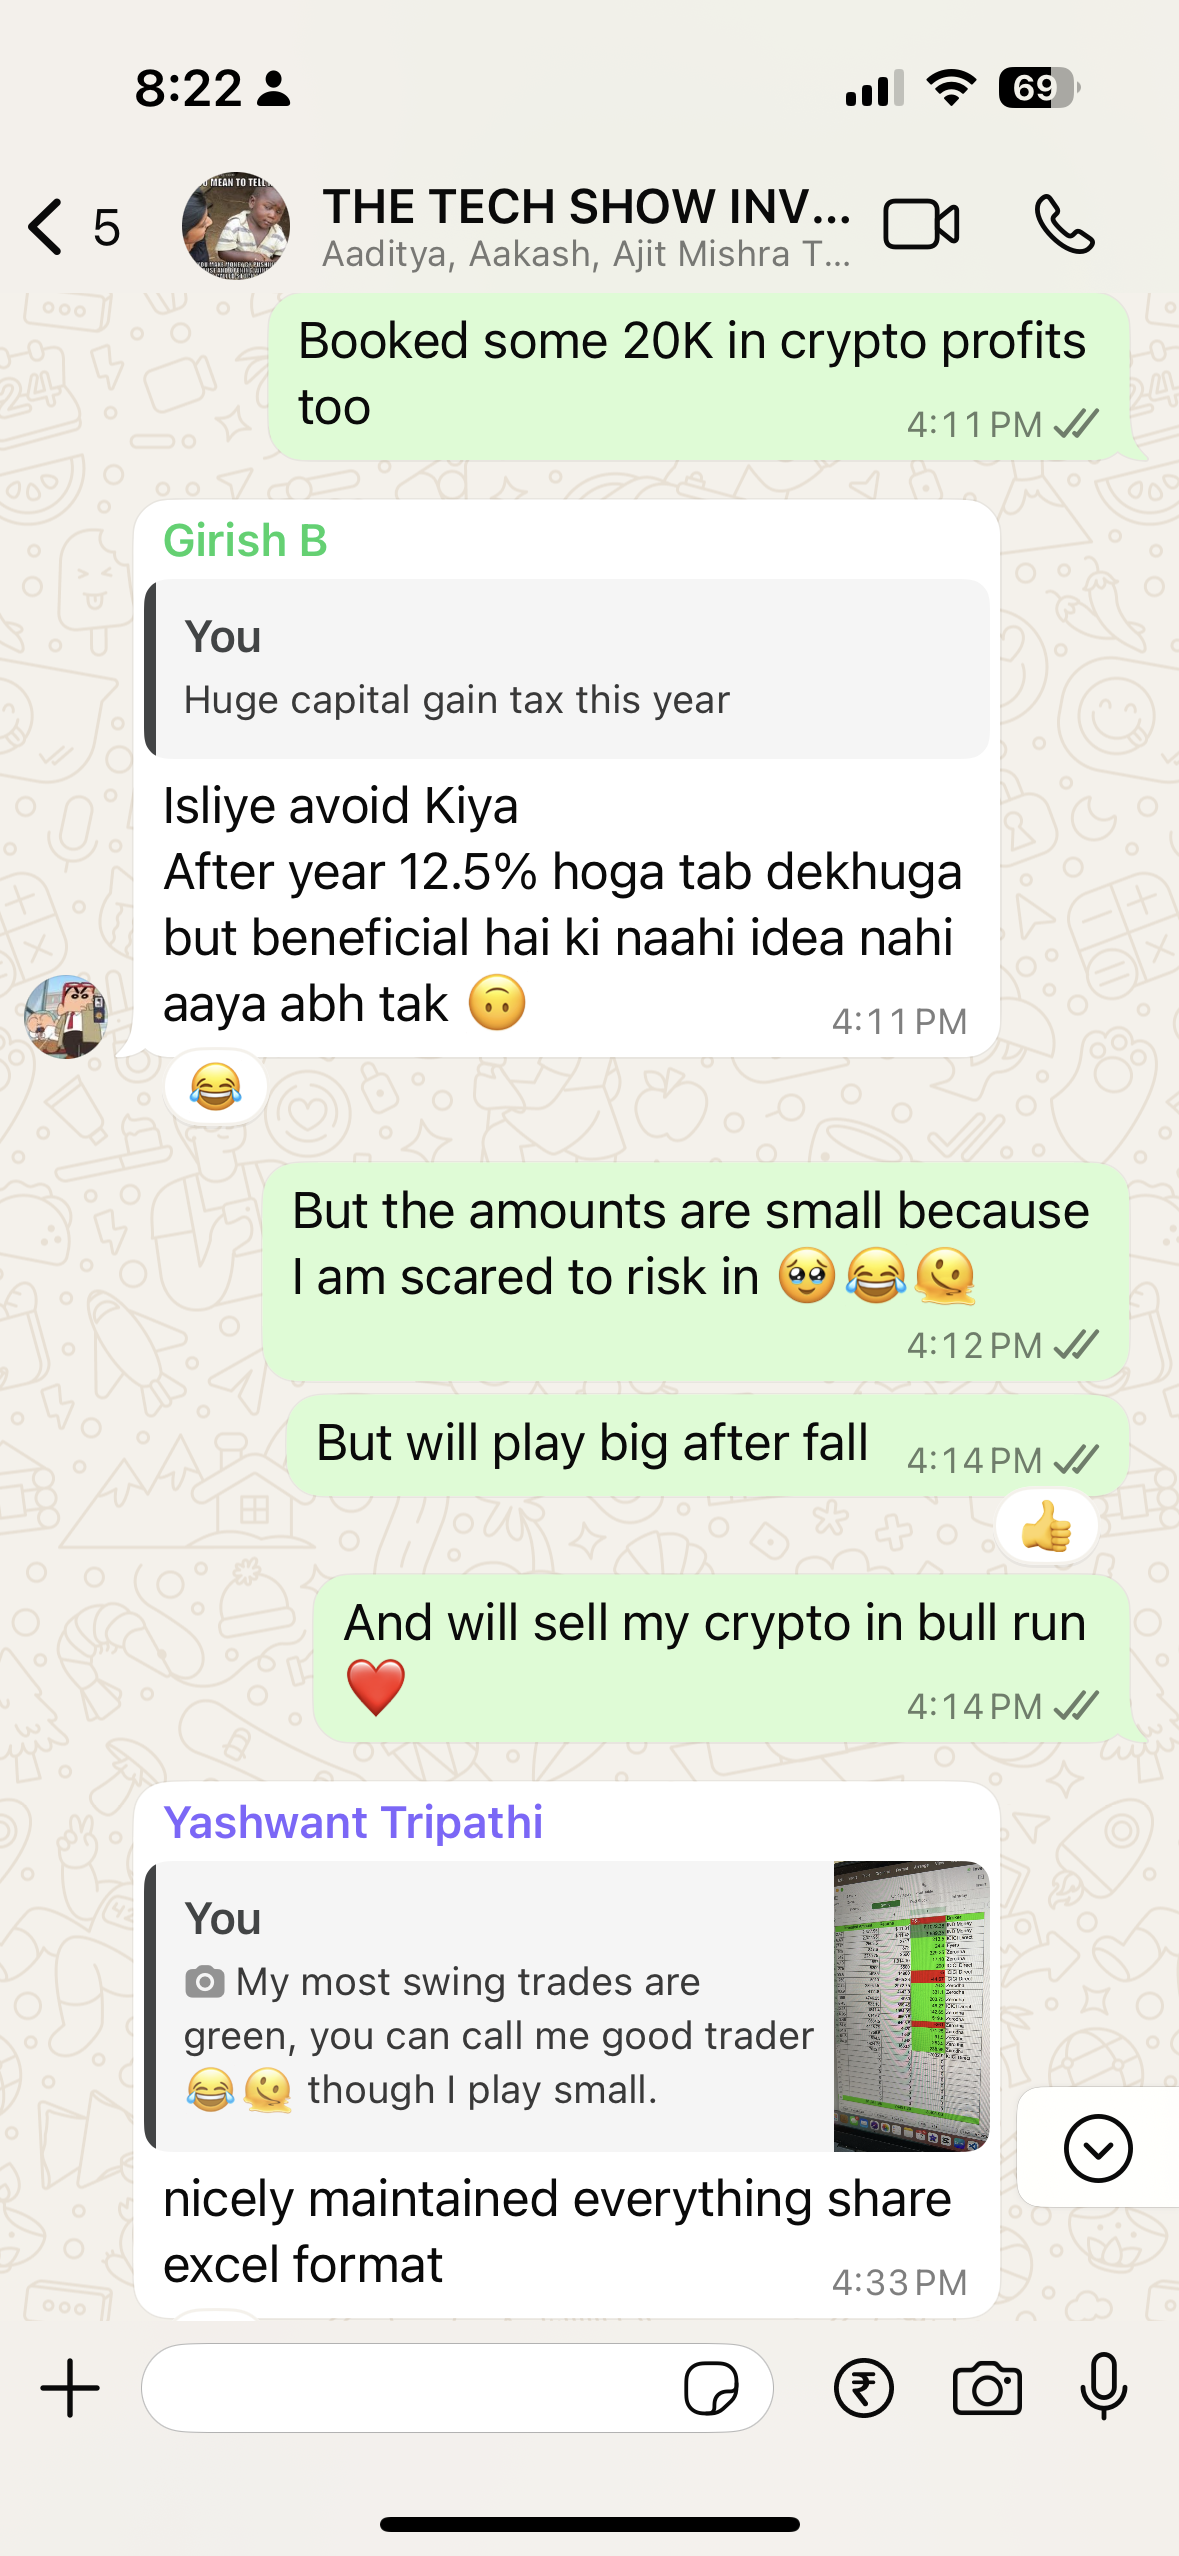 8:22
69
5
THE TECH SHOW INV...
Aaditya, Aakash, Ajit Mishra T...
Booked some 20K in crypto profits
too
4:11 PM
Girish B
You
Huge capital gain tax this year
Isliye avoid Kiya
After year 12.5% hoga tab dekhuga
but beneficial hai ki naahi idea nahi
aaya abh tak 🙃
4:11 PM
😂
But the amounts are small because
I am scared to risk in 🥹😂🫠
4:12 PM
But will play big after fall
4:14 PM
👍
And will sell my crypto in bull run
❤️
4:14 PM
Yashwant Tripathi
You
My most swing trades are
green, you can call me good trader
😂🫠 though I play small.
nicely maintained everything share
excel format
4:33 PM
₹